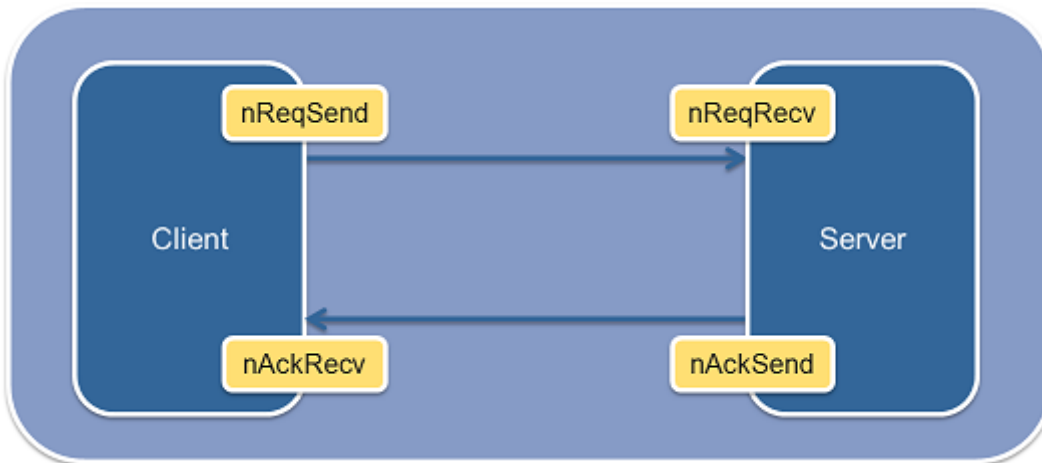 nReqSend
nReqRecv
Client
Server
nAckRecv
nAckSend